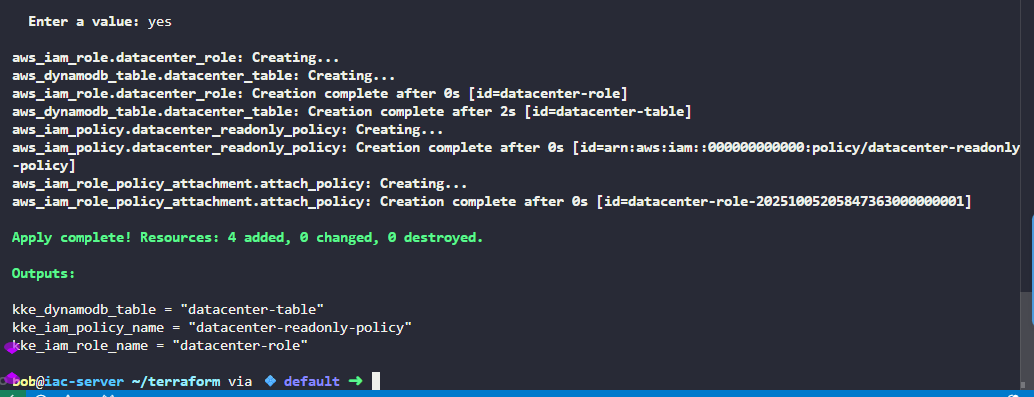 Enter a value: yes
aws_iam_role.datacenter_role: Creating...
aws_dynamodb_table.datacenter_table: Creating...
aws_iam_role.datacenter_role: Creation complete after 0s [id=datacenter-role]
aws_dynamodb_table.datacenter_table: Creation complete after 2s [id=datacenter-table]
aws_iam_policy.datacenter_readonly_policy: Creating...
aws_iam_policy.datacenter_readonly_policy: Creation complete after 0s [id=arn:aws:iam::000000000000:policy/datacenter-readonly
-policy]
aws_iam_role_policy_attachment.attach_policy: Creating...
aws_iam_role_policy_attachment.attach_policy: Creation complete after 0s [id=datacenter-role-20251005205847363000000001]
Apply complete! Resources: 4 added, 0 changed, 0 destroyed.
Outputs:
kke_dynamodb_table = "datacenter-table"
kke_iam_policy_name = "datacenter-readonly-policy"
kke_iam_role_name = "datacenter-role"
bob@iac-server ~/terraform via default ➜